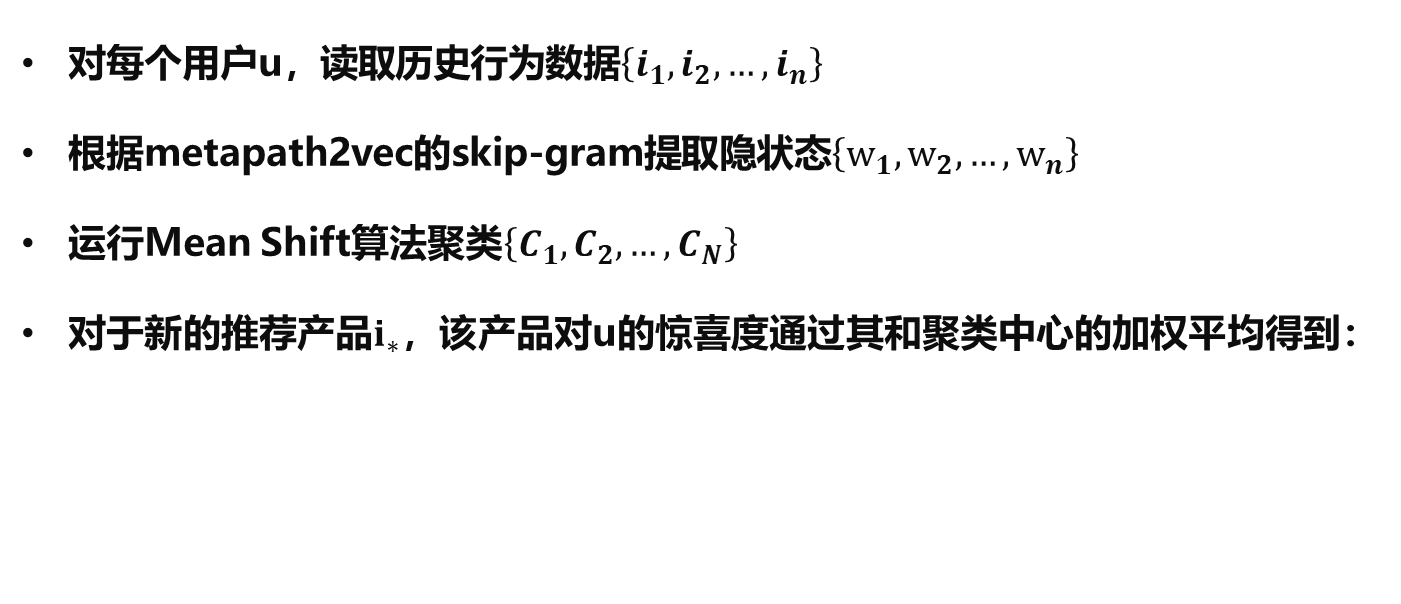 • 对每个用户u，读取历史行为数据{i₁, i₂, … , iₙ}
• 根据metapath2vec的skip-gram提取隐状态{w₁, w₂, … , wₙ}
• 运行Mean Shift算法聚类{C₁, C₂, … , C_N}
• 对于新的推荐产品i*，该产品对u的惊喜度通过其和聚类中心的加权平均得到：